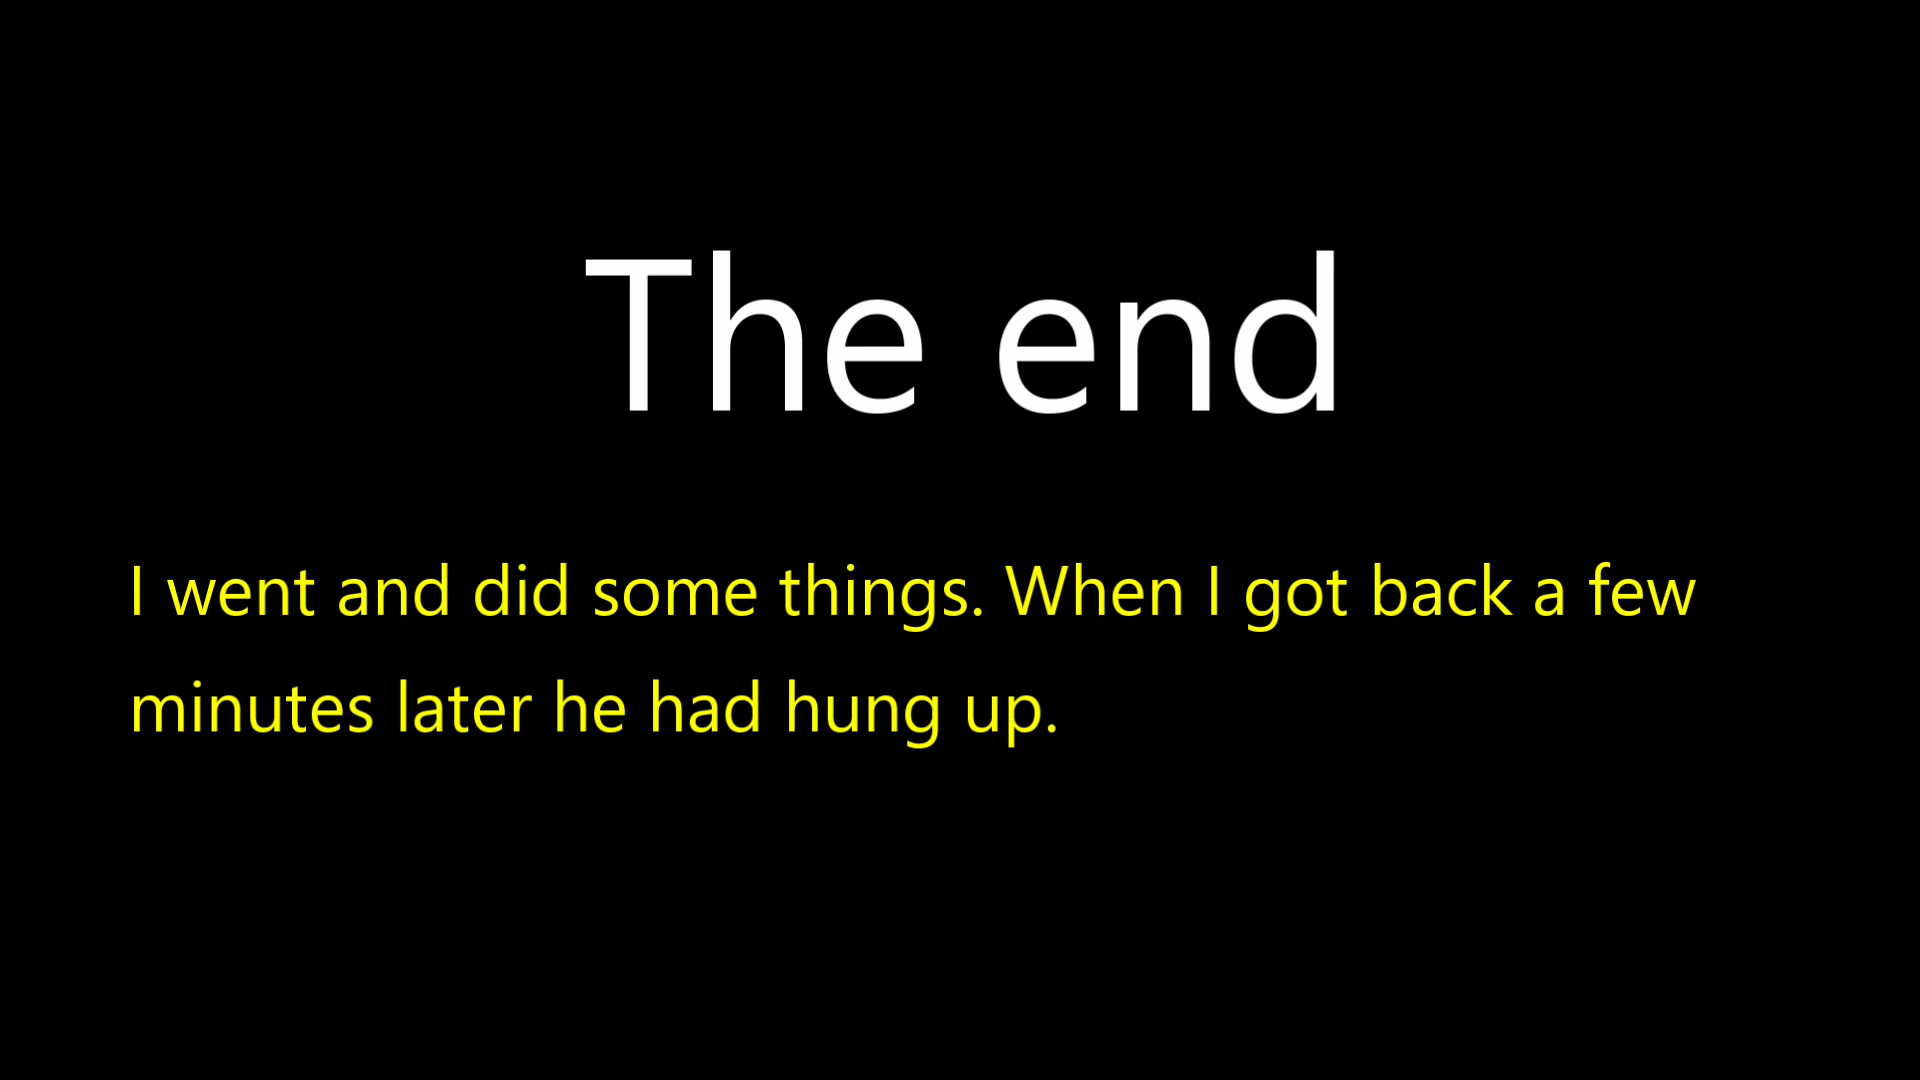 The end
I went and did some things. When I got back a few
minutes later he had hung up.